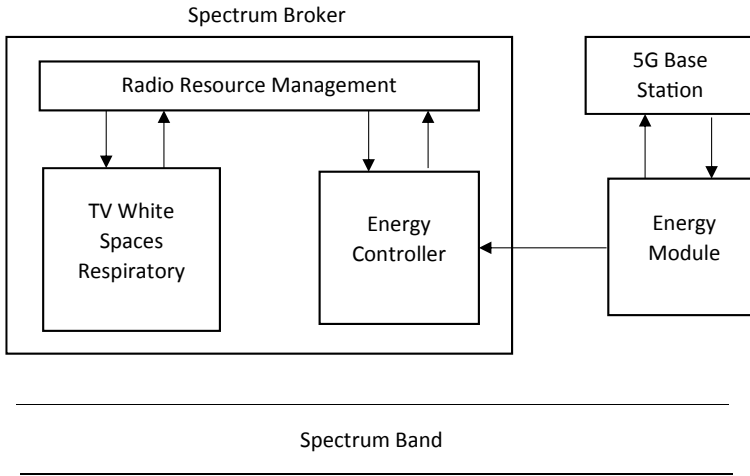 Spectrum Broker
Radio Resource Management
5G Base
Station
TV White
Spaces
Respiratory
Energy
Controller
Energy
Module
Spectrum Band